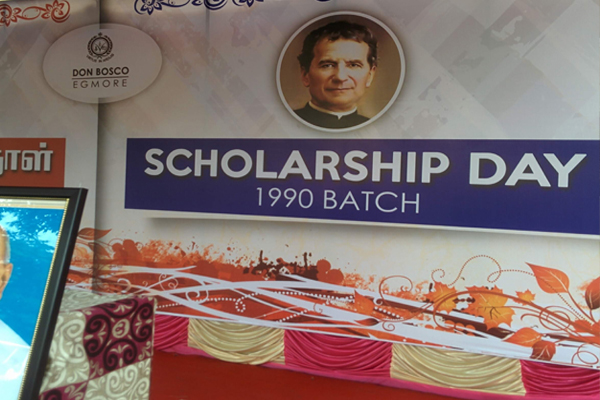 DON BOSCO
EGMORE
நாள்
SCHOLARSHIP DAY
1990 BATCH